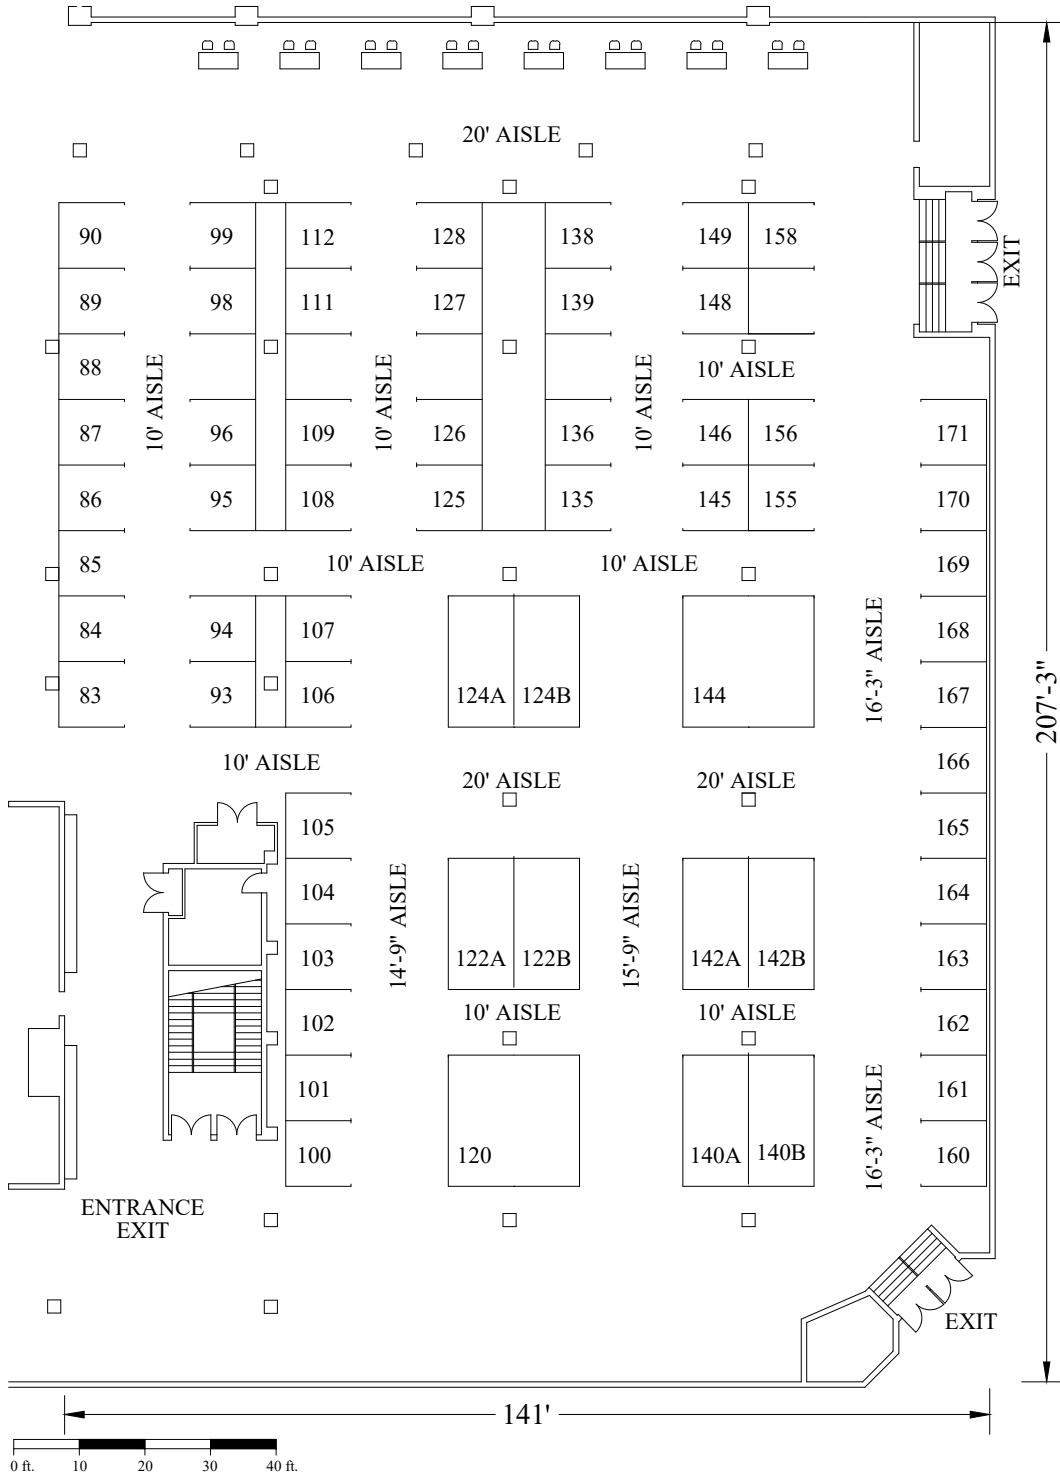 20' AISLE
90 99 112 128 138 149 158
EXIT
89 98 111 127 139 148
88 10' AISLE 10' AISLE 10' AISLE 10' AISLE
87 96 109 126 136 146 156 171
86 95 108 125 135 145 155 170
85 10' AISLE 10' AISLE 169
84 94 107 168
16'-3" AISLE
83 93 106 124A 124B 144 167
207'-3"
10' AISLE 20' AISLE 20' AISLE 166
105 165
104 164
14'-9" AISLE 15'-9" AISLE
103 122A 122B 142A 142B 163
102 10' AISLE 10' AISLE 162
101 161
16'-3" AISLE
100 120 140A 140B 160
ENTRANCE
EXIT
EXIT
141'
0 ft. 10 20 30 40 ft.